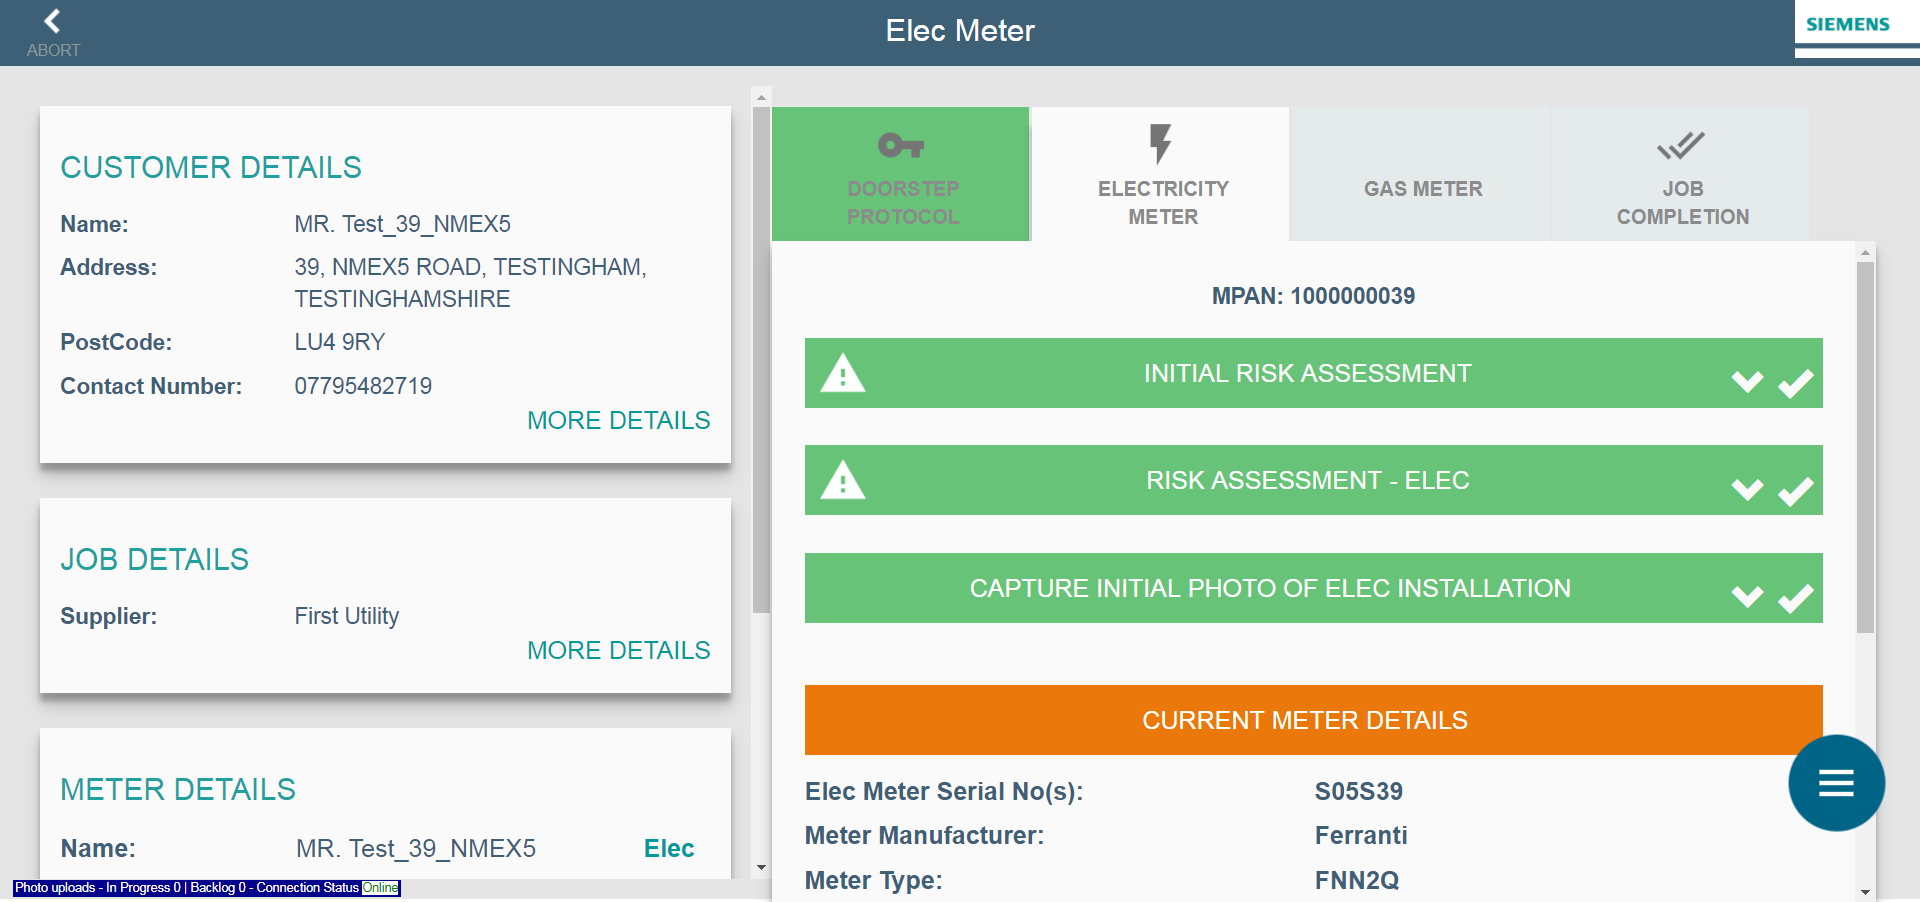 ABORT
Elec Meter
SIEMENS
CUSTOMER DETAILS
Name: MR. Test_39_NMEX5
Address: 39, NMEX5 ROAD, TESTINGHAM,
TESTINGHAMSHIRE
PostCode: LU4 9RY
Contact Number: 07795482719
MORE DETAILS
JOB DETAILS
Supplier: First Utility
MORE DETAILS
METER DETAILS
Name: MR. Test_39_NMEX5 Elec
Photo uploads - In Progress 0 | Backlog 0 - Connection Status Online
DOORSTEP
PROTOCOL
ELECTRICITY
METER
GAS METER
JOB
COMPLETION
MPAN: 1000000039
INITIAL RISK ASSESSMENT
RISK ASSESSMENT - ELEC
CAPTURE INITIAL PHOTO OF ELEC INSTALLATION
CURRENT METER DETAILS
Elec Meter Serial No(s): S05S39
Meter Manufacturer: Ferranti
Meter Type: FNN2Q